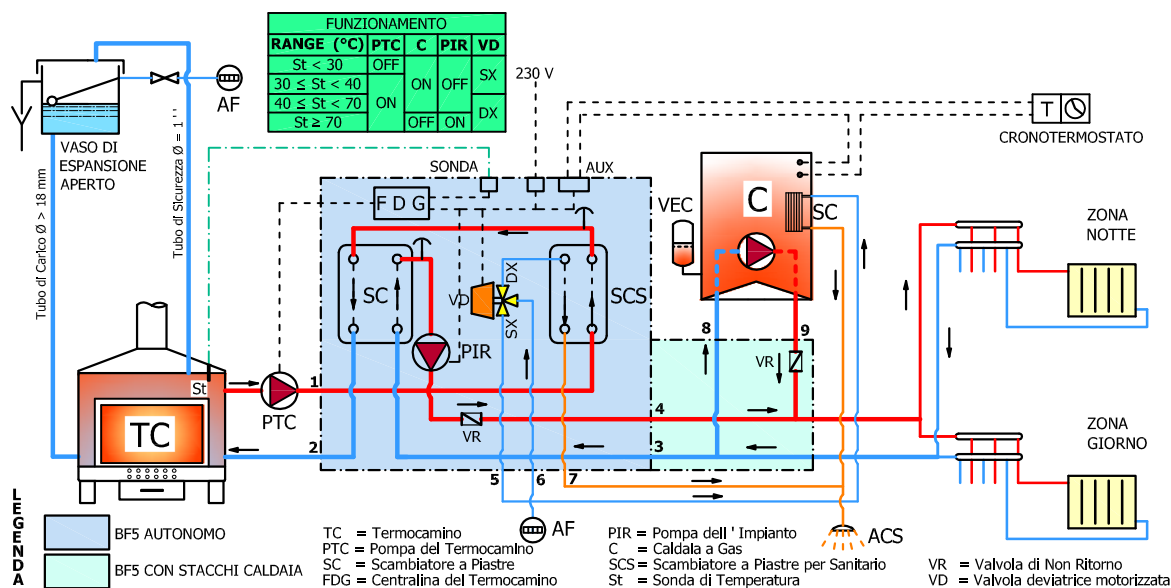 FUNZIONAMENTO
RANGE (°C) PTC C PIR VD
St < 30 OFF ON OFF SX
30 ≤ St < 40 ON
40 ≤ St < 70 DX
St ≥ 70 OFF ON
230 V
AF
VASO DI
ESPANSIONE
APERTO
Tubo di Carico Ø > 18 mm
Tubo di Sicurezza Ø = 1 ''
SONDA
AUX
T
CRONOTERMOSTATO
F D G
VEC
C
SC
ZONA
NOTTE
SC
VD
DX
SX
SCS
PIR
8
9
VR
St
PTC
1
TC
VR
4
2
3
ZONA
GIORNO
5
6
7
AF
ACS
LEGENDA
BF5 AUTONOMO
BF5 CON STACCHI CALDAIA
TC = Termocamino
PTC = Pompa del Termocamino
SC = Scambiatore a Piastre
FDG = Centralina del Termocamino
PIR = Pompa dell ' Impianto
C = Caldaia a Gas
SCS = Scambiatore a Piastre per Sanitario
St = Sonda di Temperatura
VR = Valvola di Non Ritorno
VD = Valvola deviatrice motorizzata